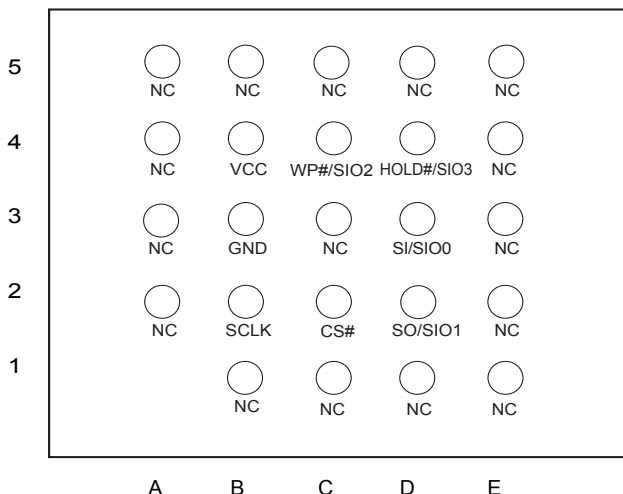 5
NC NC NC NC NC
4
NC VCC WP#/SIO2 HOLD#/SIO3 NC
3
NC GND NC SI/SIO0 NC
2
NC SCLK CS# SO/SIO1 NC
1
NC NC NC NC
A B C D E